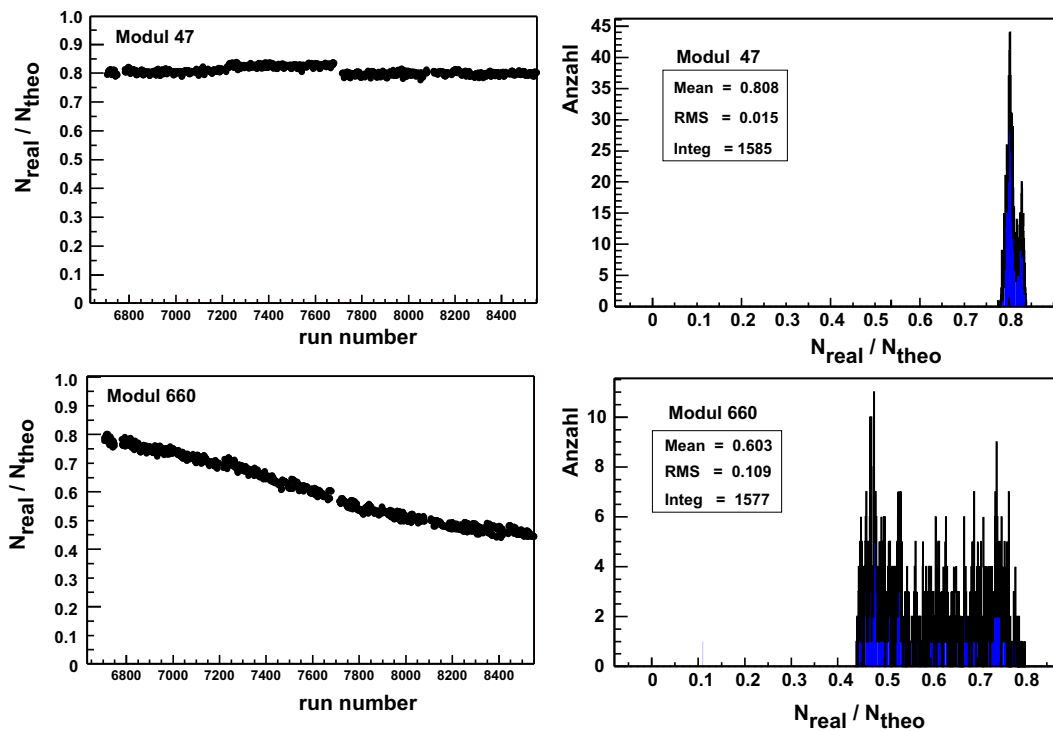 Modul 47
N_real / N_theo
1.0
0.9
0.8
0.7
0.6
0.5
0.4
0.3
0.2
0.1
0
6800 7000 7200 7400 7600 7800 8000 8200 8400
run number
Anzahl
45
40
35
30
25
20
15
10
5
0
Modul 47
Mean = 0.808
RMS = 0.015
Integ = 1585
0 0.1 0.2 0.3 0.4 0.5 0.6 0.7 0.8
N_real / N_theo
Modul 660
N_real / N_theo
1.0
0.9
0.8
0.7
0.6
0.5
0.4
0.3
0.2
0.1
0
6800 7000 7200 7400 7600 7800 8000 8200 8400
run number
Anzahl
10
8
6
4
2
0
Modul 660
Mean = 0.603
RMS = 0.109
Integ = 1577
0 0.1 0.2 0.3 0.4 0.5 0.6 0.7 0.8
N_real / N_theo